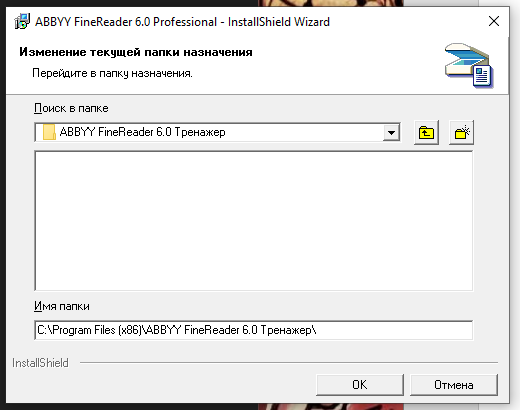 ABBYY FineReader 6.0 Professional - InstallShield Wizard
Изменение текущей папки назначения
Перейдите в папку назначения.
Поиск в папке
ABBYY FineReader 6.0 Тренажер
Имя папки
C:\Program Files (x86)\ABBYY FineReader 6.0 Тренажер\
InstallShield
OK Отмена